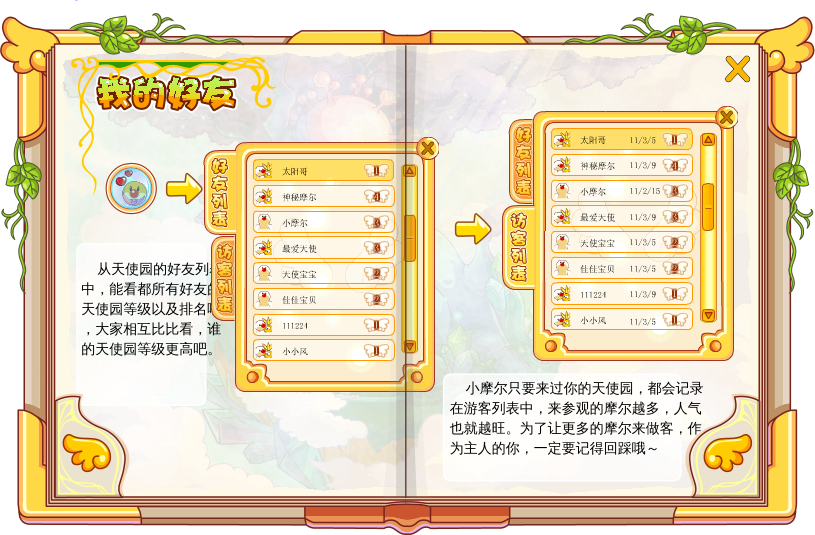 我的好友
好友列表
访客列表
太阳哥
神秘摩尔
小摩尔
最爱天使
天使宝宝
佳佳宝贝
111224
小小风
从天使园的好友列
中，能看都所有好友的
天使园等级以及排名
，大家相互比比看，谁
的天使园等级更高吧。
好友列表
访客列表
太阳哥 11/3/5
神秘摩尔 11/3/9
小摩尔 11/2/15
最爱天使 11/3/9
天使宝宝 11/3/5
佳佳宝贝 11/3/5
111224 11/3/9
小小风 11/3/5
小摩尔只要来过你的天使园，都会记录
在游客列表中，来参观的摩尔越多，人气
也就越旺。为了让更多的摩尔来做客，作
为主人的你，一定要记得回踩哦～